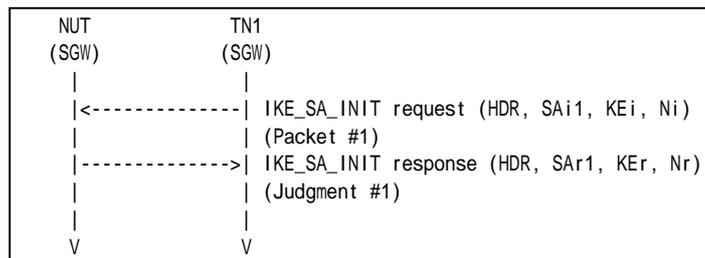 NUT TN1
(SGW) (SGW)
| |
|<--------------| IKE_SA_INIT request (HDR, SAi1, KEi, Ni)
| | (Packet #1)
|-------------->| IKE_SA_INIT response (HDR, SAr1, KEr, Nr)
| | (Judgment #1)
| |
V V